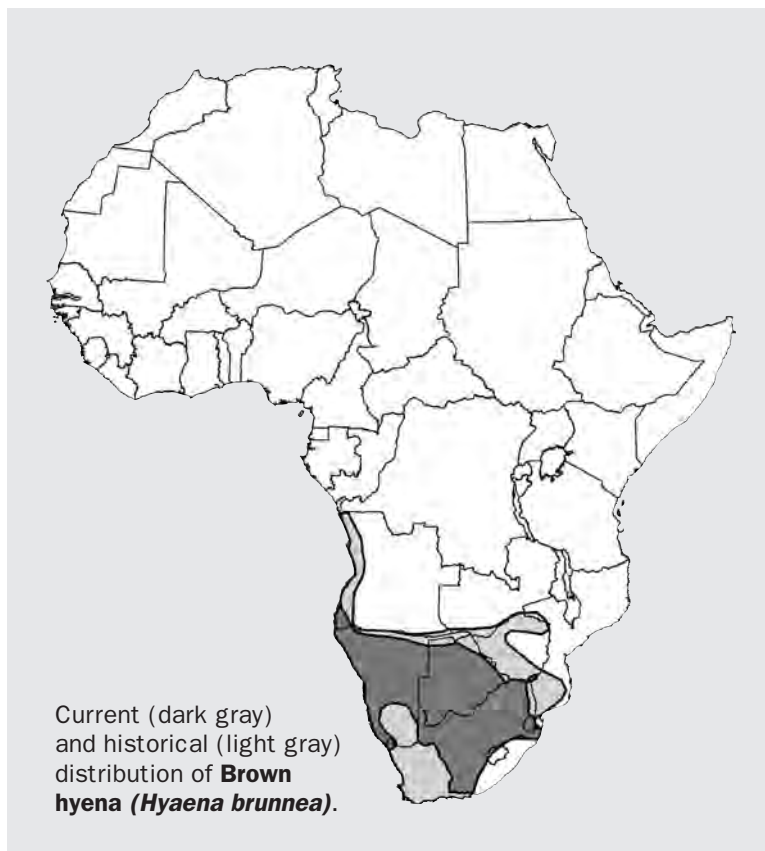 Current (dark gray)
and historical (light gray)
distribution of Brown
hyena (Hyaena brunnea).